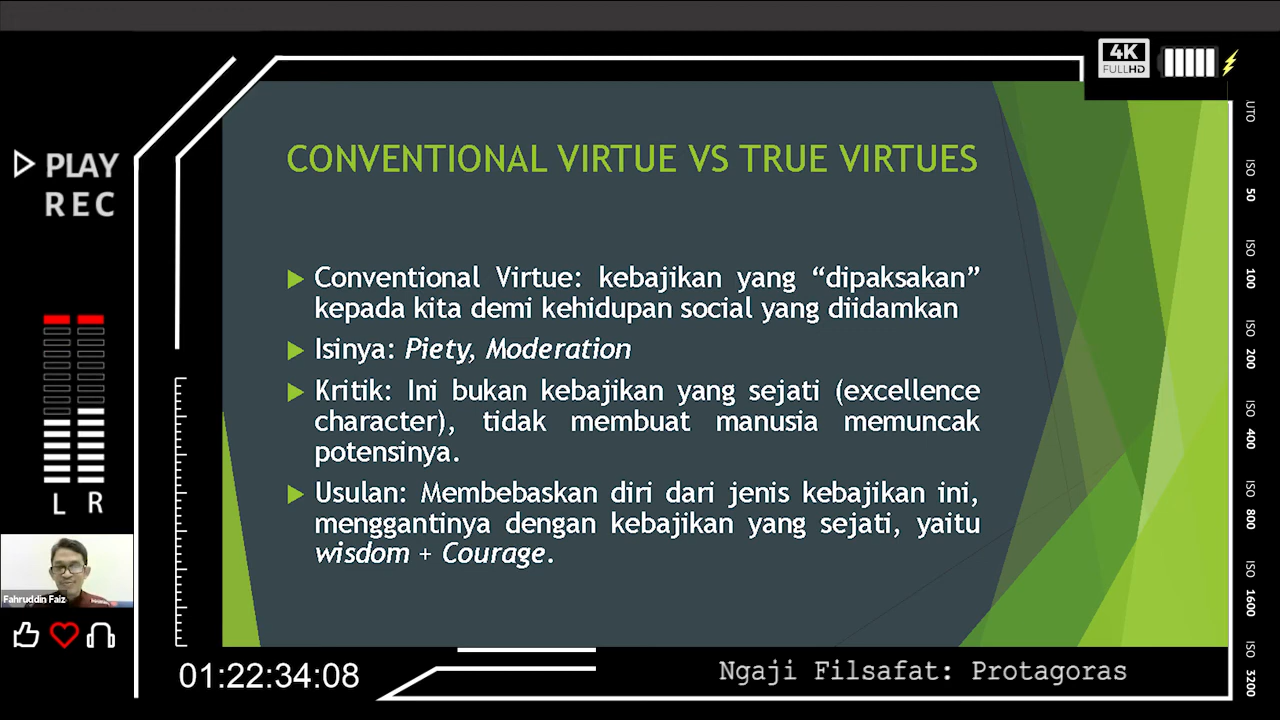 4K
FULLHD
PLAY
REC
CONVENTIONAL VIRTUE VS TRUE VIRTUES
Conventional Virtue: kebajikan yang “dipaksakan”
kepada kita demi kehidupan social yang diidamkan
Isinya: Piety, Moderation
Kritik: Ini bukan kebajikan yang sejati (excellence
character), tidak membuat manusia memuncak
potensinya.
Usulan: Membebaskan diri dari jenis kebajikan ini,
menggantinya dengan kebajikan yang sejati, yaitu
wisdom + Courage.
L R
Fahruddin Faiz
01:22:34:08
Ngaji Filsafat: Protagoras
UTO
ISO 50
ISO 100
ISO 200
ISO 400
ISO 800
ISO 1600
ISO 3200